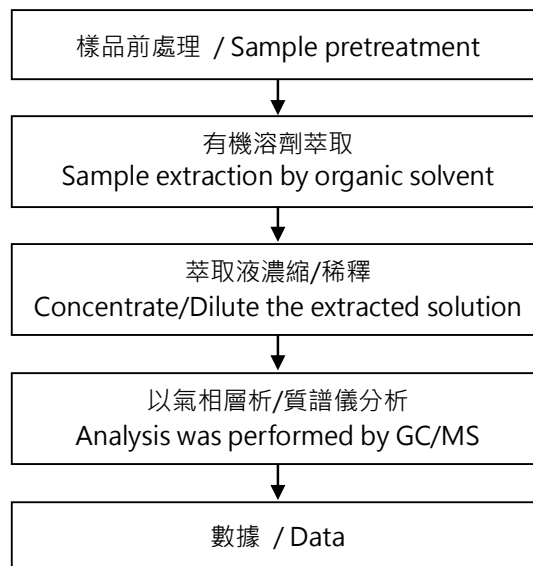 樣品前處理 / Sample pretreatment
有機溶劑萃取
Sample extraction by organic solvent
萃取液濃縮/稀釋
Concentrate/Dilute the extracted solution
以氣相層析/質譜儀分析
Analysis was performed by GC/MS
數據 / Data